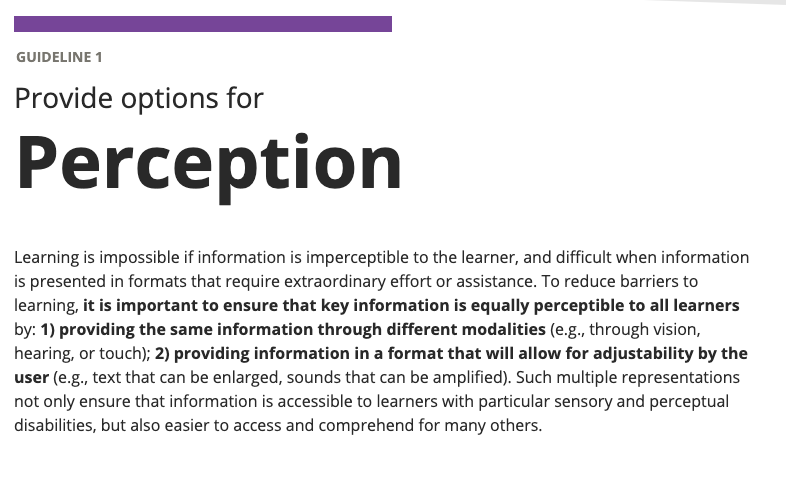 GUIDELINE 1
Provide options for
Perception
Learning is impossible if information is imperceptible to the learner, and difficult when information
is presented in formats that require extraordinary effort or assistance. To reduce barriers to
learning, it is important to ensure that key information is equally perceptible to all learners
by: 1) providing the same information through different modalities (e.g., through vision,
hearing, or touch); 2) providing information in a format that will allow for adjustability by the
user (e.g., text that can be enlarged, sounds that can be amplified). Such multiple representations
not only ensure that information is accessible to learners with particular sensory and perceptual
disabilities, but also easier to access and comprehend for many others.